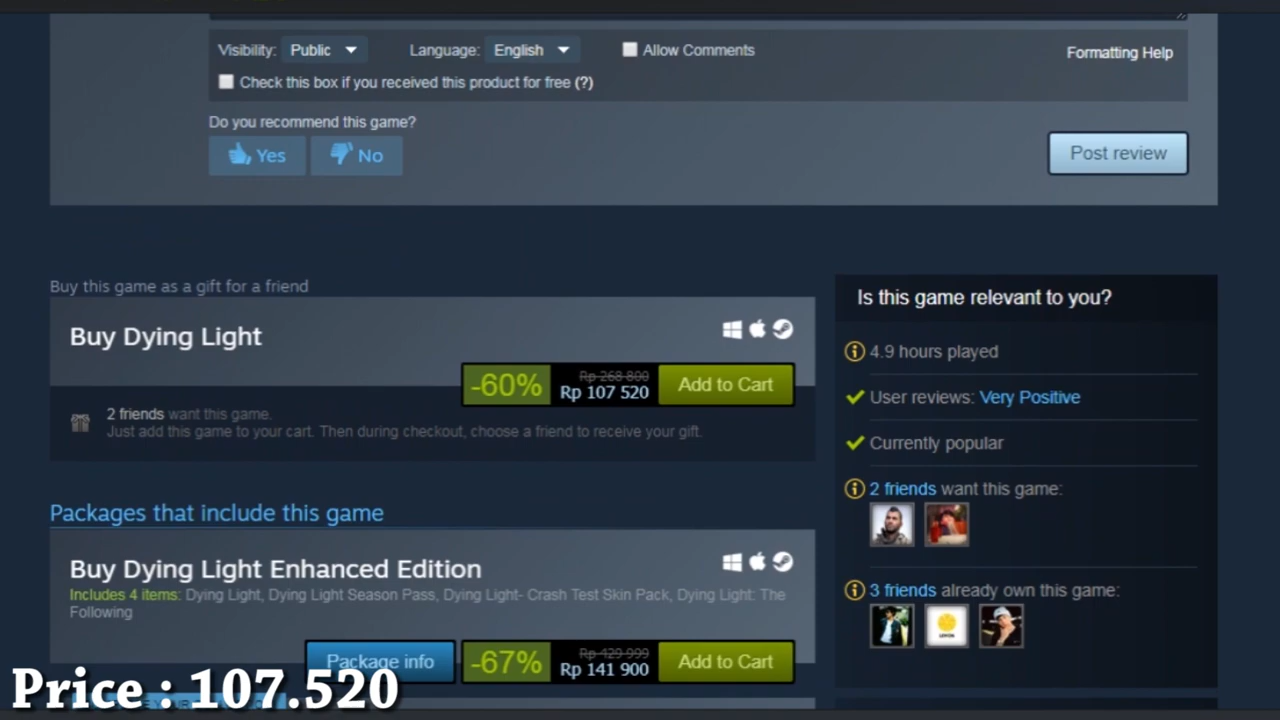 Visibility: Public
Language: English
Allow Comments
Formatting Help
Check this box if you received this product for free (?)
Do you recommend this game?
Yes
No
Post review
Buy this game as a gift for a friend
Buy Dying Light
-60%
Rp 268 800
Rp 107 520
Add to Cart
2 friends want this game.
Just add this game to your cart. Then during checkout, choose a friend to receive your gift.
Packages that include this game
Buy Dying Light Enhanced Edition
Includes 4 items: Dying Light, Dying Light Season Pass, Dying Light- Crash Test Skin Pack, Dying Light: The
Following
Package info
-67%
Rp 429 999
Rp 141 900
Add to Cart
Is this game relevant to you?
4.9 hours played
User reviews: Very Positive
Currently popular
2 friends want this game:
3 friends already own this game:
Price : 107.520